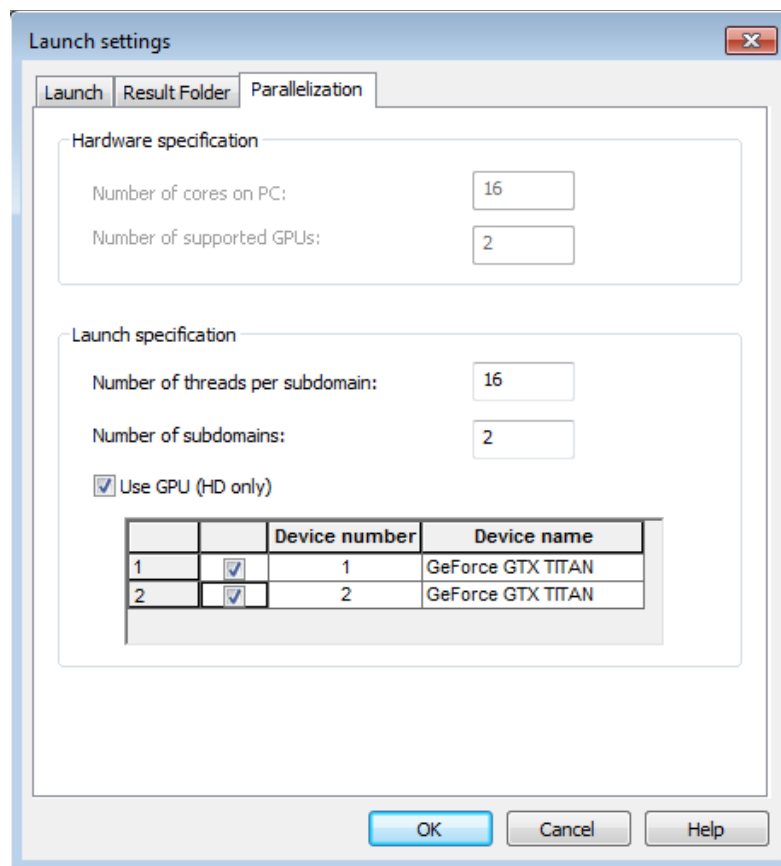 Launch settings
Launch Result Folder Parallelization
Hardware specification
Number of cores on PC: 16
Number of supported GPUs: 2
Launch specification
Number of threads per subdomain: 16
Number of subdomains: 2
Use GPU (HD only)
Device number Device name
1 1 GeForce GTX TITAN
2 2 GeForce GTX TITAN
OK Cancel Help